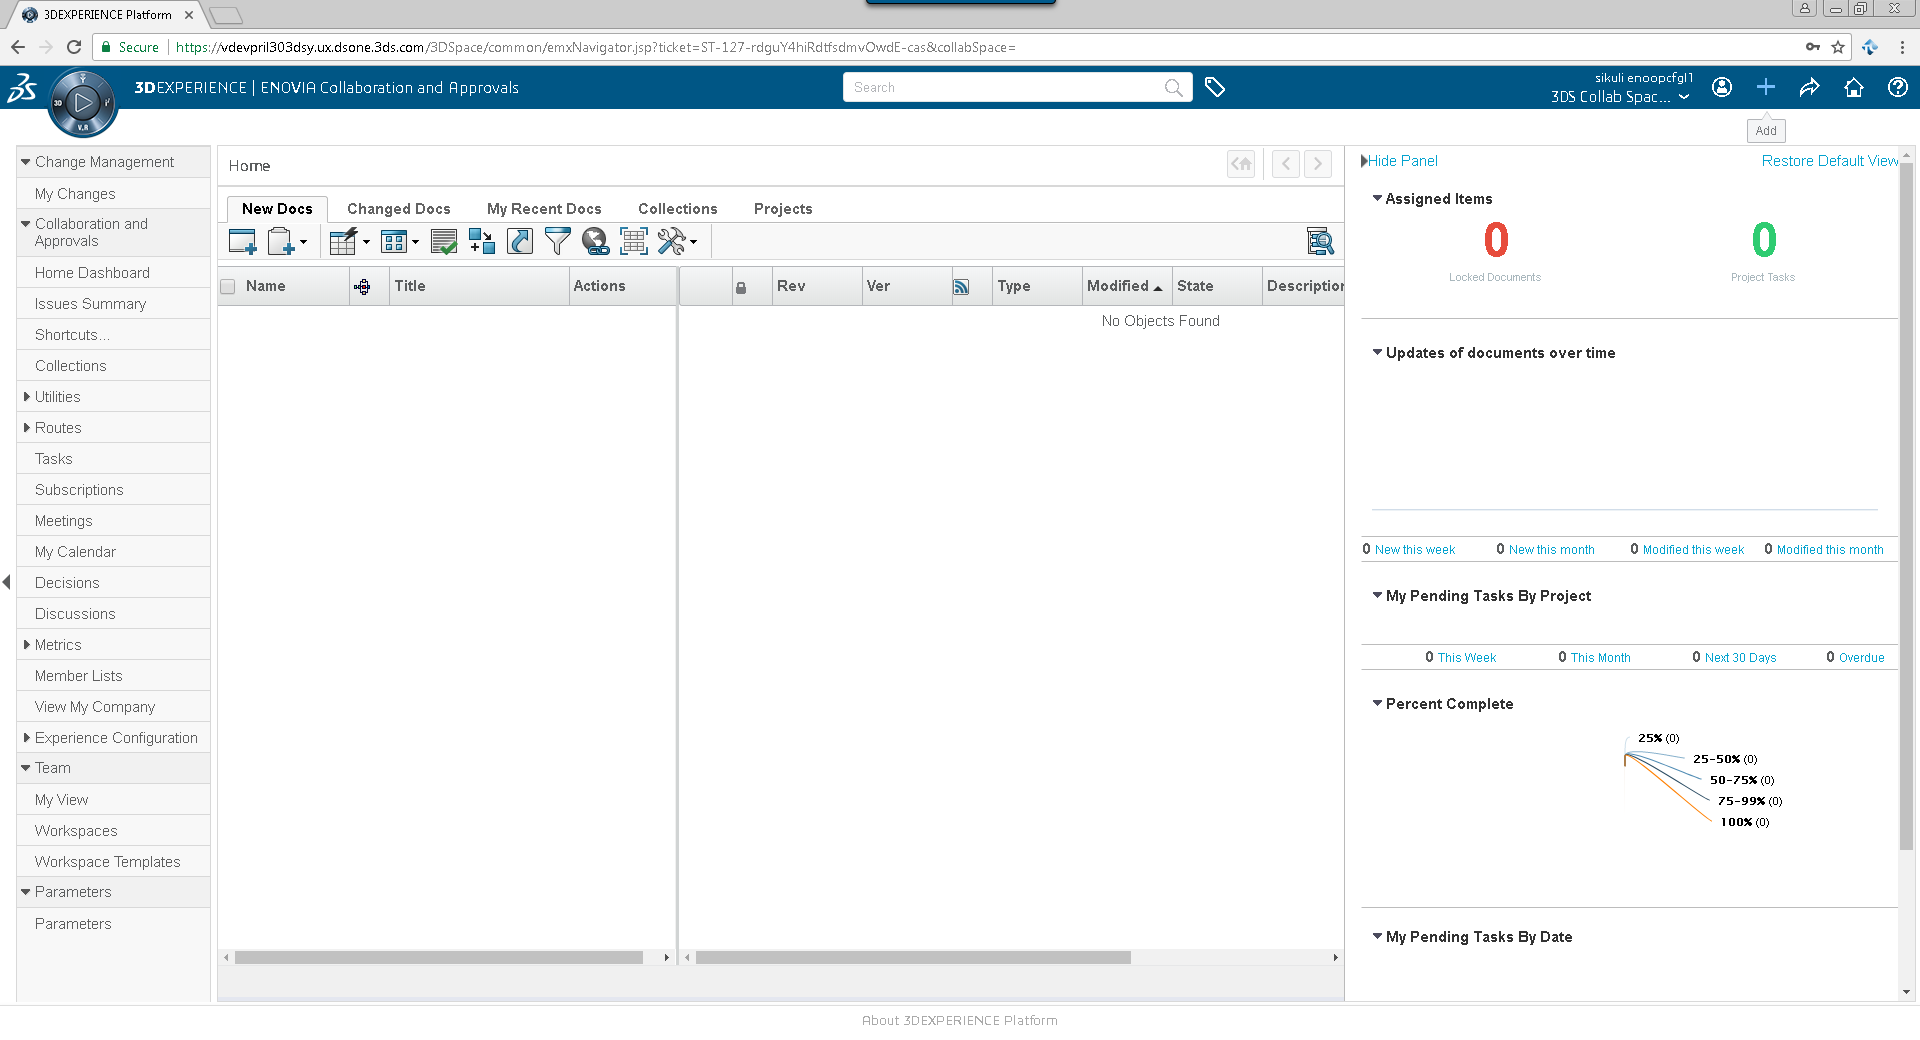 3DEXPERIENCE Platform
Secure https://vdevpril303dsy.ux.dsone.3ds.com/3DSpace/common/emxNavigator.jsp?ticket=ST-127-rdguY4hiRdtfsdmvOwdE-cas&collabSpace=
3DEXPERIENCE | ENOVIA Collaboration and Approvals
Search
sikuli enoopcfgl1
3DS Collab Spac...
3D
V.R
Add
Change Management
My Changes
Collaboration and
Approvals
Home Dashboard
Issues Summary
Shortcuts...
Collections
Utilities
Routes
Tasks
Subscriptions
Meetings
My Calendar
Decisions
Discussions
Metrics
Member Lists
View My Company
Experience Configuration
Team
My View
Workspaces
Workspace Templates
Parameters
Parameters
Home
New Docs Changed Docs My Recent Docs Collections Projects
Name Title Actions Rev Ver Type Modified State Description
No Objects Found
Hide Panel Restore Default View
Assigned Items
0 0
Locked Documents Project Tasks
Updates of documents over time
0 New this week 0 New this month 0 Modified this week 0 Modified this month
My Pending Tasks By Project
0 This Week 0 This Month 0 Next 30 Days 0 Overdue
Percent Complete
25% (0)
25-50% (0)
50-75% (0)
75-99% (0)
100% (0)
My Pending Tasks By Date
About 3DEXPERIENCE Platform